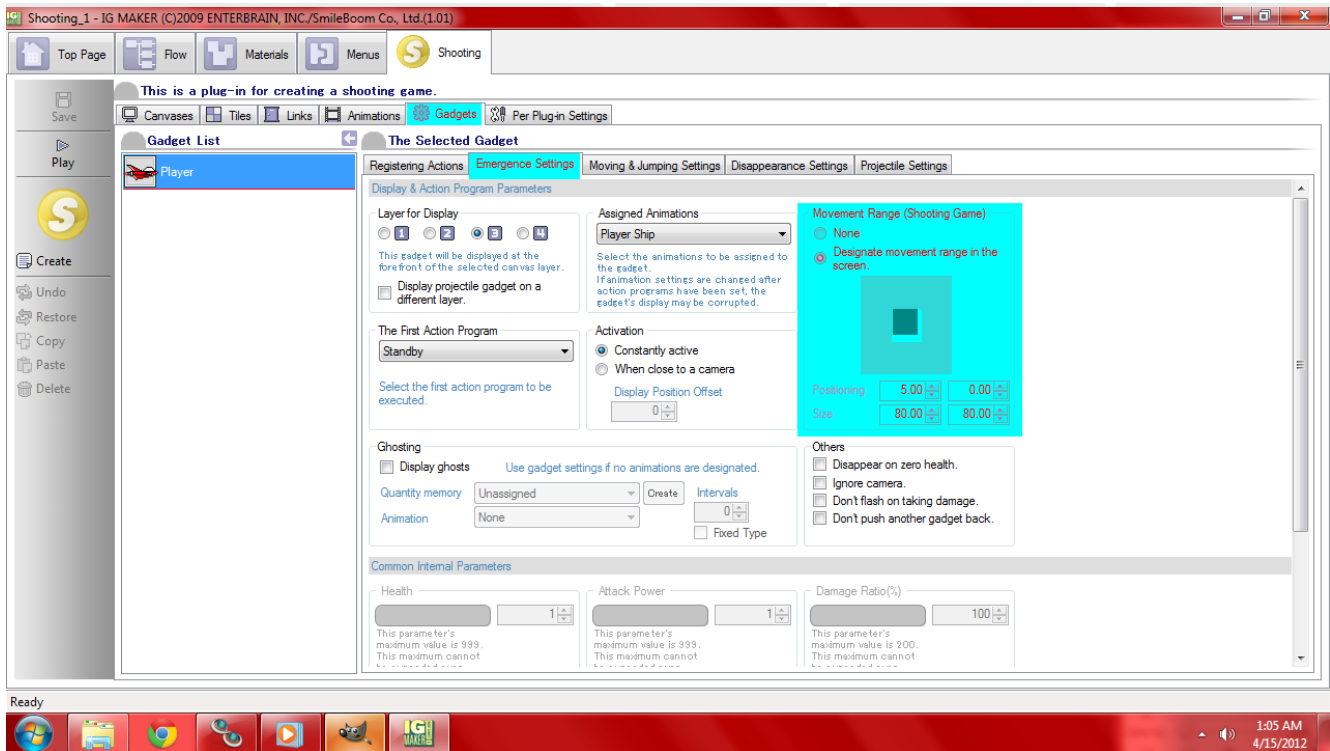 Shooting_1 - IG MAKER (C)2009 ENTERBRAIN, INC./SmileBoom Co., Ltd.(1.01)
Top Page Flow Materials Menus S Shooting
This is a plug-in for creating a shooting game.
Canvases Tiles Links Animations Gadgets Per Plug-in Settings
Save
Play
S
Create
Undo
Restore
Copy
Paste
Delete
Gadget List
Player
The Selected Gadget
Registering Actions Emergence Settings Moving & Jumping Settings Disappearance Settings Projectile Settings
Display & Action Program Parameters
Layer for Display
1 2 3 4
This gadget will be displayed at the
forefront of the selected canvas layer.
Display projectile gadget on a
different layer.
Assigned Animations
Player Ship
Select the animations to be assigned to
the gadget.
If animation settings are changed after
action programs have been set, the
gadget's display may be corrupted.
Movement Range (Shooting Game)
None
Designate movement range in the
screen.
Positioning 5.00 0.00
Size 80.00 80.00
The First Action Program
Standby
Select the first action program to be
executed.
Activation
Constantly active
When close to a camera
Display Position Offset
0
Ghosting
Display ghosts Use gadget settings if no animations are designated.
Quantity memory Unassigned Create Intervals
0
Animation None
Fixed Type
Others
Disappear on zero health.
Ignore camera.
Don't flash on taking damage.
Don't push another gadget back.
Common Internal Parameters
Health
1
This parameter's
maximum value is 999.
This maximum cannot
Attack Power
1
This parameter's
maximum value is 999.
This maximum cannot
Damage Ratio(%)
100
This parameter's
maximum value is 200.
This maximum cannot
Ready
IG
MAKER
1:05 AM
4/15/2012